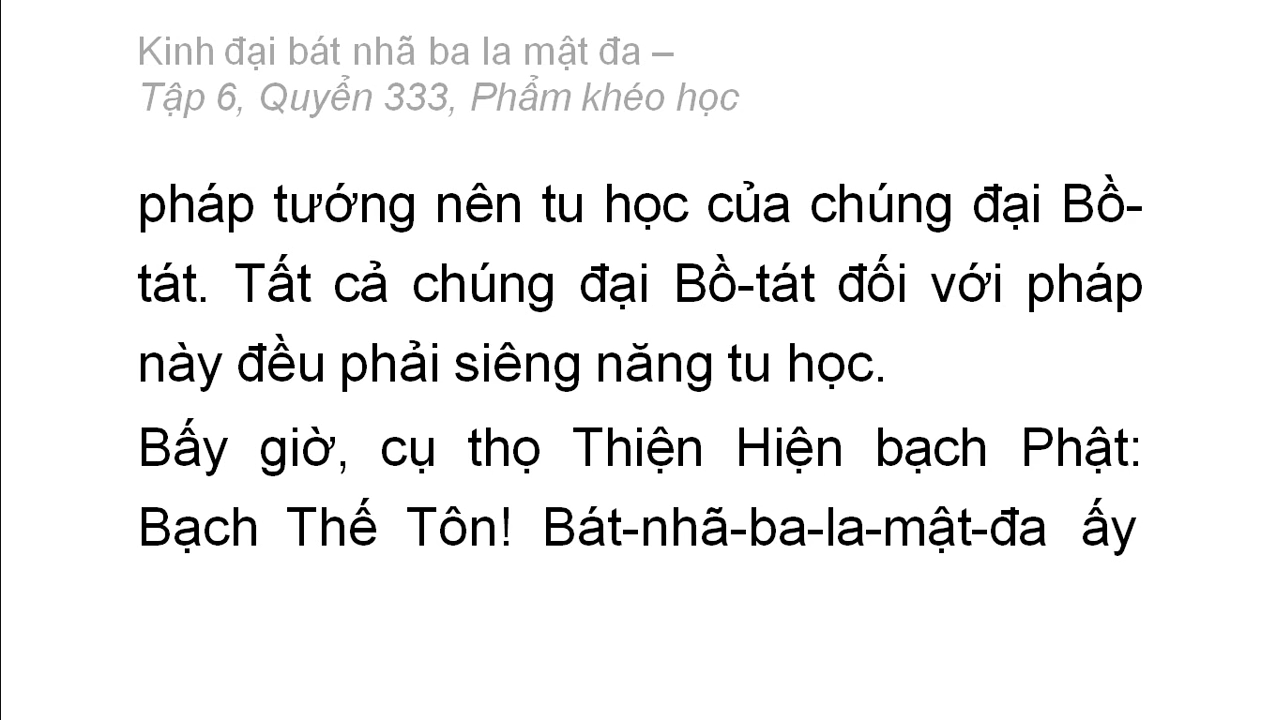 Kinh đại bát nhã ba la mật đa –
Tập 6, Quyển 333, Phẩm khéo học
pháp tướng nên tu học của chúng đại Bồ-
tát. Tất cả chúng đại Bồ-tát đối với pháp
này đều phải siêng năng tu học.
Bấy giờ, cụ thọ Thiện Hiện bạch Phật:
Bạch Thế Tôn! Bát-nhã-ba-la-mật-đa ấy